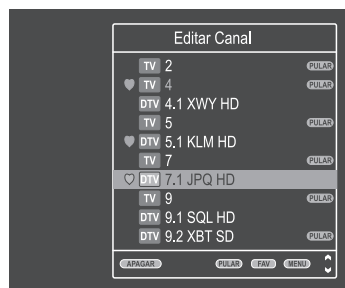 Editar Canal
TV 2 PULAR
TV 4 PULAR
DTV 4.1 XWY HD
TV 5 PULAR
DTV 5.1 KLM HD
TV 7 PULAR
DTV 7.1 JPQ HD
TV 9 PULAR
DTV 9.1 SQL HD
DTV 9.2 XBT SD PULAR
APAGAR PULAR FAV MENU